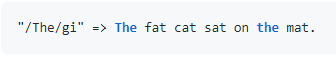 "/The/gi" => The fat cat sat on the mat.